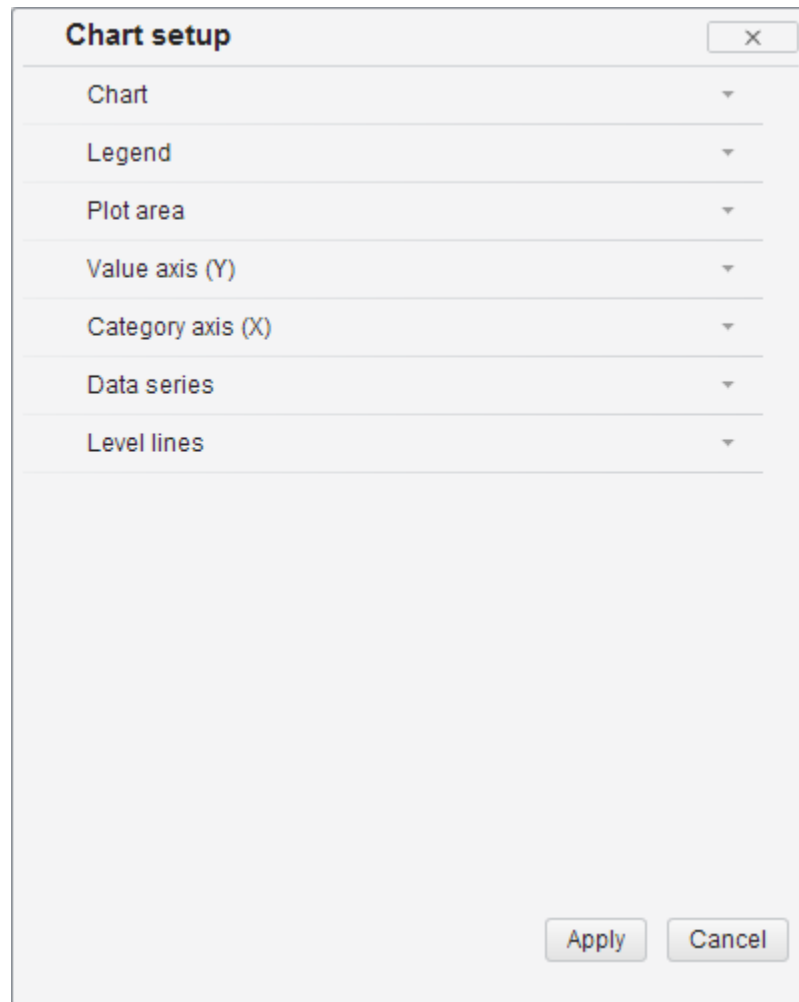 Chart setup
Chart
Legend
Plot area
Value axis (Y)
Category axis (X)
Data series
Level lines
Apply Cancel